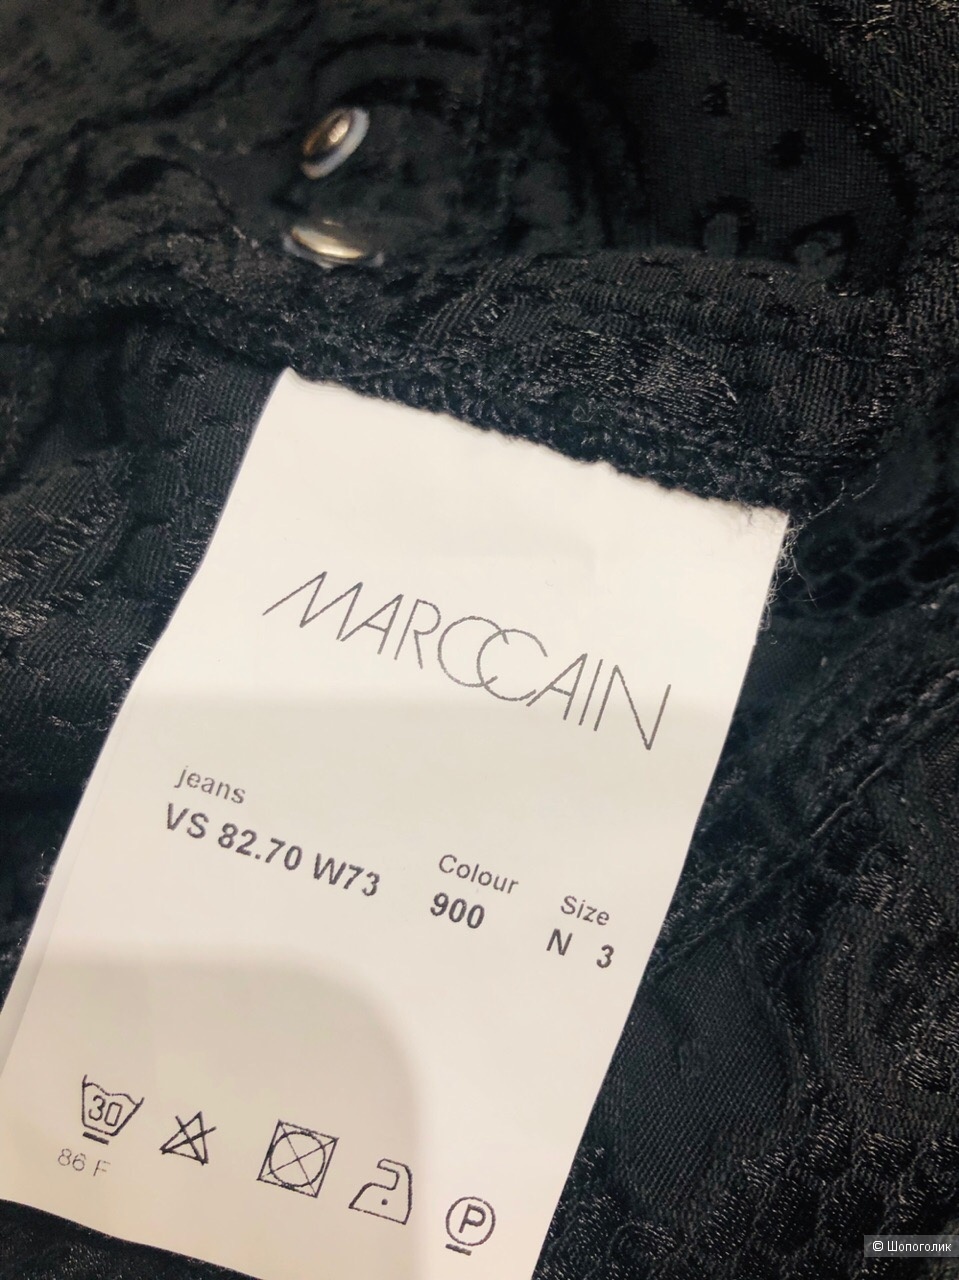 MARCCAIN
jeans
VS 82.70 W73
Colour
900
Size
N 3
30
86 F
P
© Шопоголик